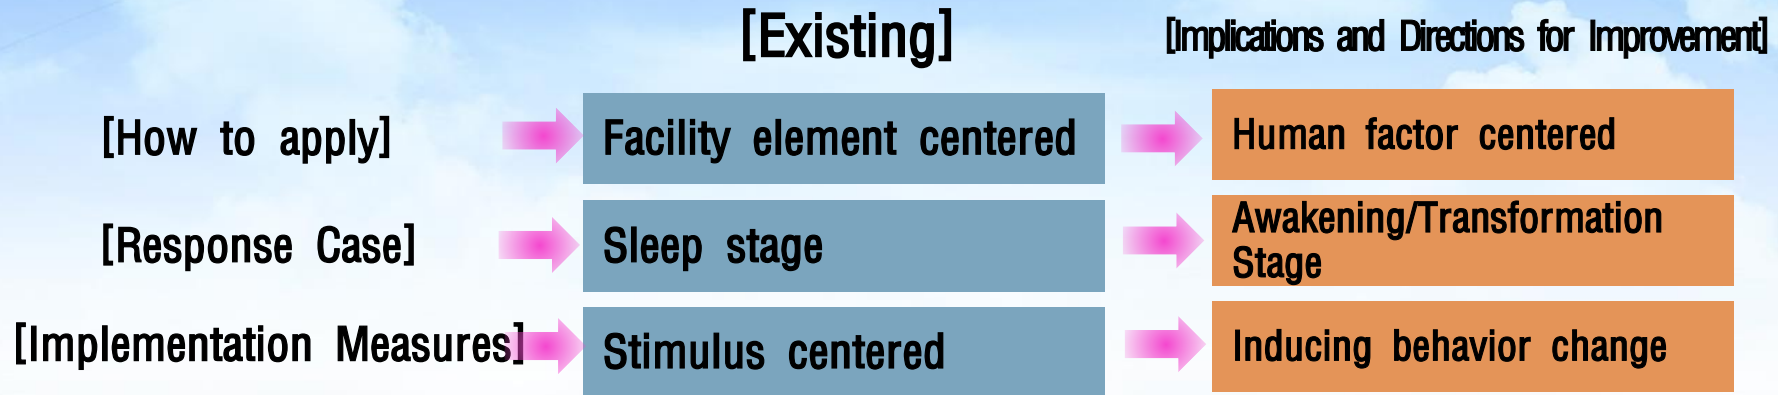 [Existing]
[Implications and Directions for Improvement]
[How to apply]
Facility element centered
Human factor centered
[Response Case]
Sleep stage
Awakening/Transformation
Stage
[Implementation Measures]
Stimulus centered
Inducing behavior change